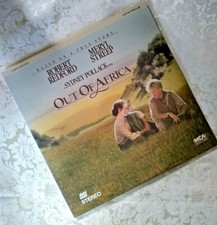 BASED ON A TRUE STORY.
ROBERT REDFORD
MERYL STREEP
A SYDNEY POLLACK
OUT OF AFRICA
MCA
STEREO